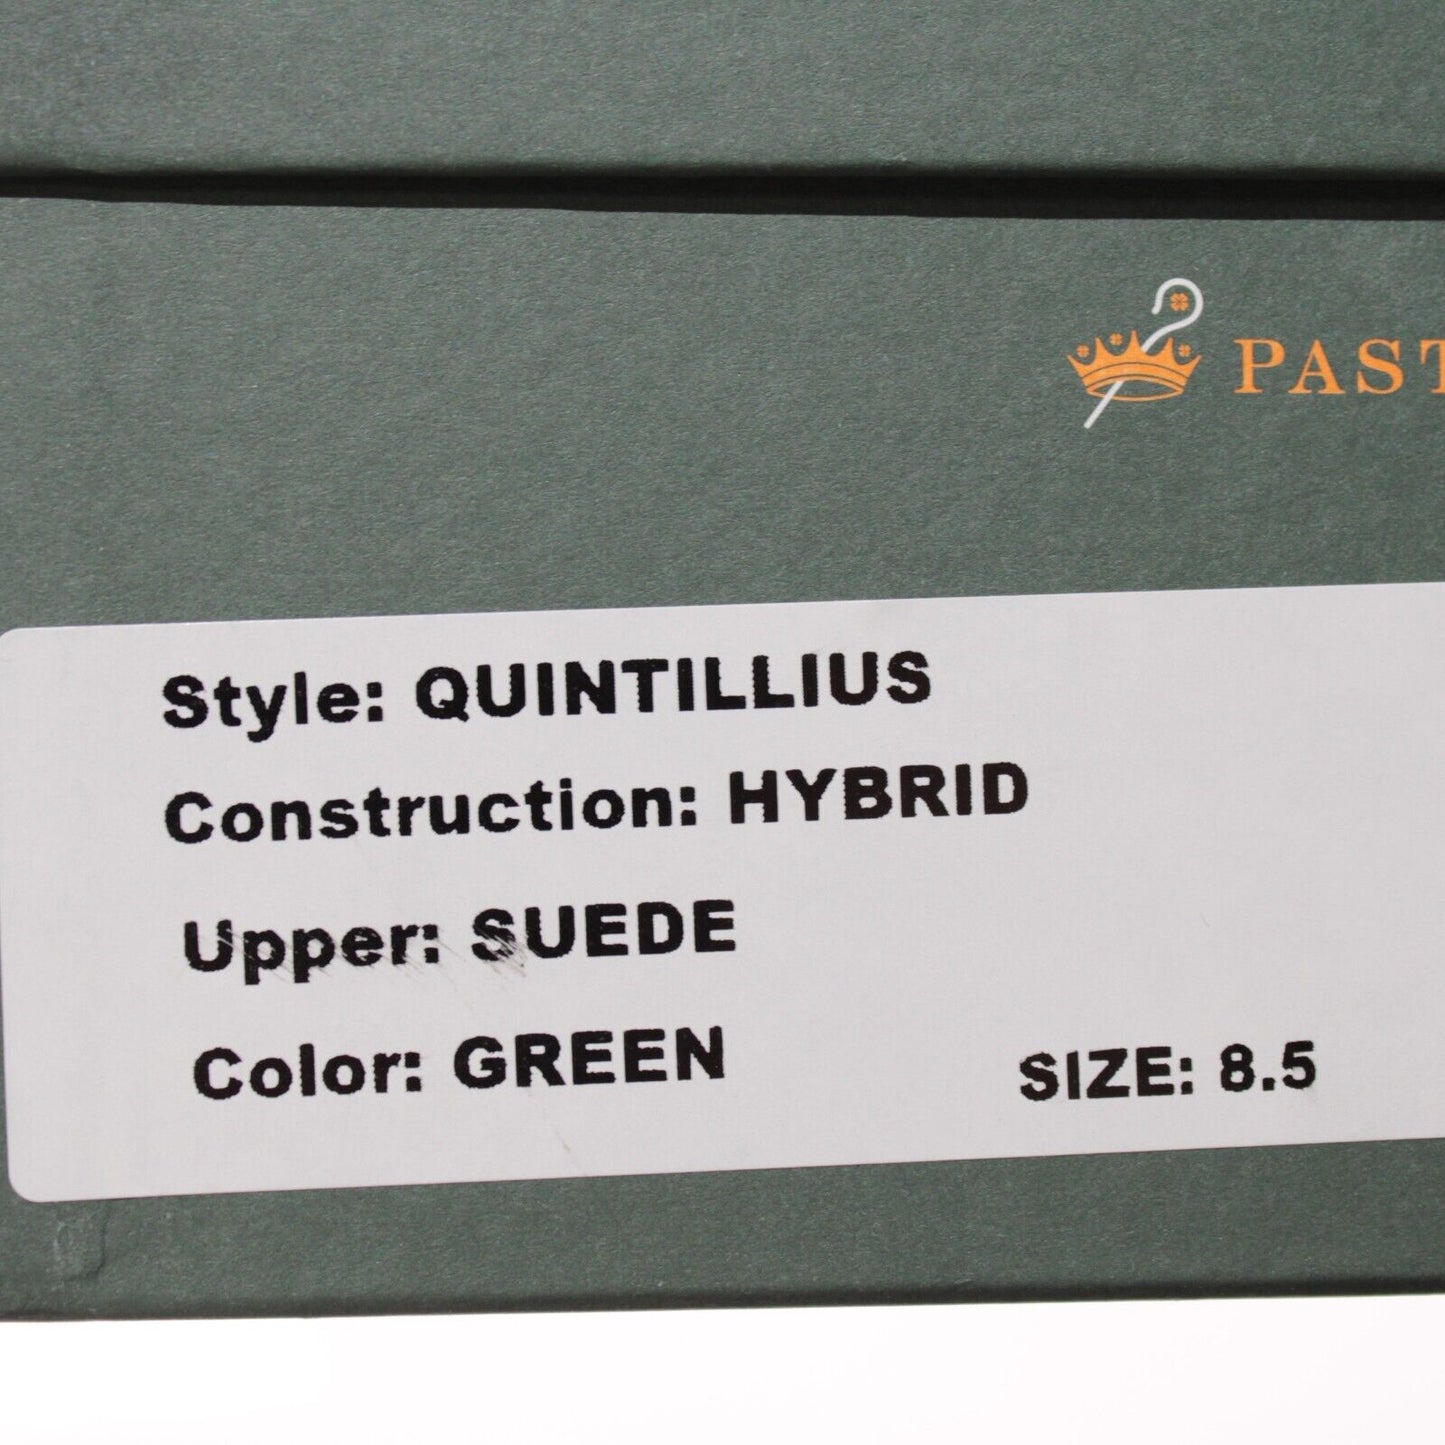 PAST
Style: QUINTILLIUS
Construction: HYBRID
Upper: SUEDE
Color: GREEN SIZE: 8.5